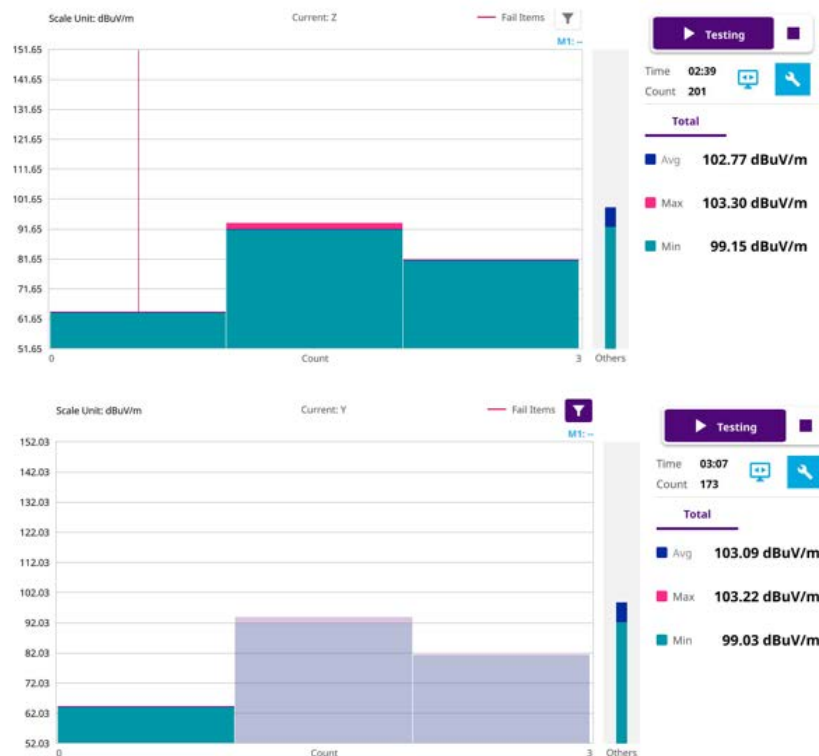 Scale Unit: dBuV/m Current: Z Fail Items
M1: --
151.65
141.65
131.65
121.65
111.65
101.65
91.65
81.65
71.65
61.65
51.65
0 Count 3 Others
Testing
Time 02:39
Count 201
Total
Avg 102.77 dBuV/m
Max 103.30 dBuV/m
Min 99.15 dBuV/m
Scale Unit: dBuV/m Current: Y Fail Items
M1: --
152.03
142.03
132.03
122.03
112.03
102.03
92.03
82.03
72.03
62.03
52.03
0 Count 3 Others
Testing
Time 03:07
Count 173
Total
Avg 103.09 dBuV/m
Max 103.22 dBuV/m
Min 99.03 dBuV/m